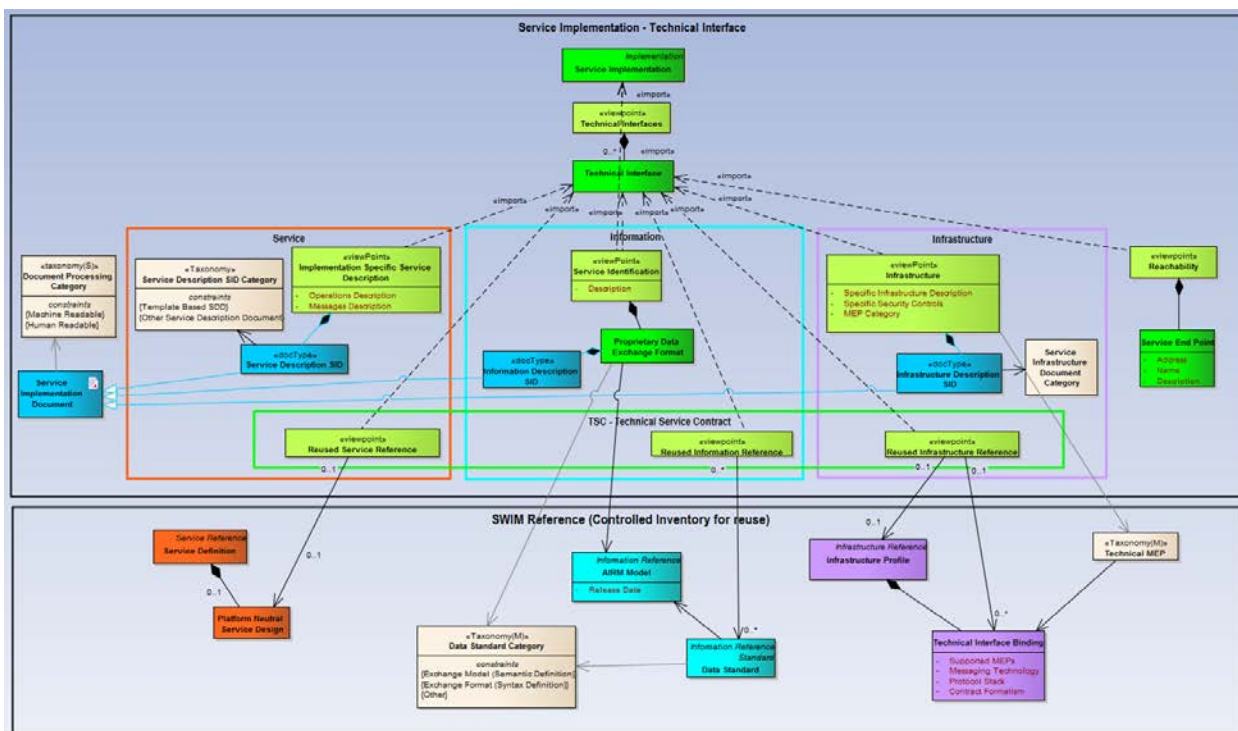 Service Implementation - Technical Interface
Implementation
Service Implementation
«import»
«viewpoint»
Technical Interfaces
0..*
«import»
«import»
Technical Interface
«import»
«import»
«import»
«import»
«import»
«import»
«import»
«import»
«import»
Service
Information
Infrastructure
«taxonomy(S)»
Document Processing
Category
constraints
{Machine Readable}
{Human Readable}
«Taxonomy»
Service Description SID Category
constraints
{Template Based SDD}
{Other Service Description Document}
«viewPoint»
Implementation Specific Service
Description
- Operations Description
- Messages Description
«viewPoint»
Service Identification
- Description
«viewPoint»
Infrastructure
- Specific Infrastructure Description
- Specific Security Controls
- MEP Category
«viewpoint»
Reachability
Proprietary Data
Exchange Format
Service End Point
- Address
- Name
- Description
Service
Implementation
Document
«docType»
Service Description SID
«docType»
Information Description
SID
«docType»
Infrastructure Description
SID
Service
Infrastructure
Document
Category
TSC - Technical Service Contract
«viewpoint»
Reused Service Reference
«viewpoint»
Reused Information Reference
«viewpoint»
Reused Infrastructure Reference
0..1
0..*
0..1
0..1
SWIM Reference (Controlled Inventory for reuse)
Service Reference
Service Definition
0..1
0..1
Platform Neutral
Service Design
Information Reference
AIRM Model
- Release Date
0..1
Infrastructure Reference
Infrastructure Profile
«Taxonomy(M)»
Technical MEP
«Taxonomy(M)»
Data Standard Category
constraints
{Exchange Model (Semantic Definition)}
{Exchange Format (Syntax Definition)}
{Other}
0..*
Information Reference
Standard
Data Standard
0..*
Technical Interface Binding
- Supported MEPs
- Messaging Technology
- Protocol Stack
- Contract Formalism